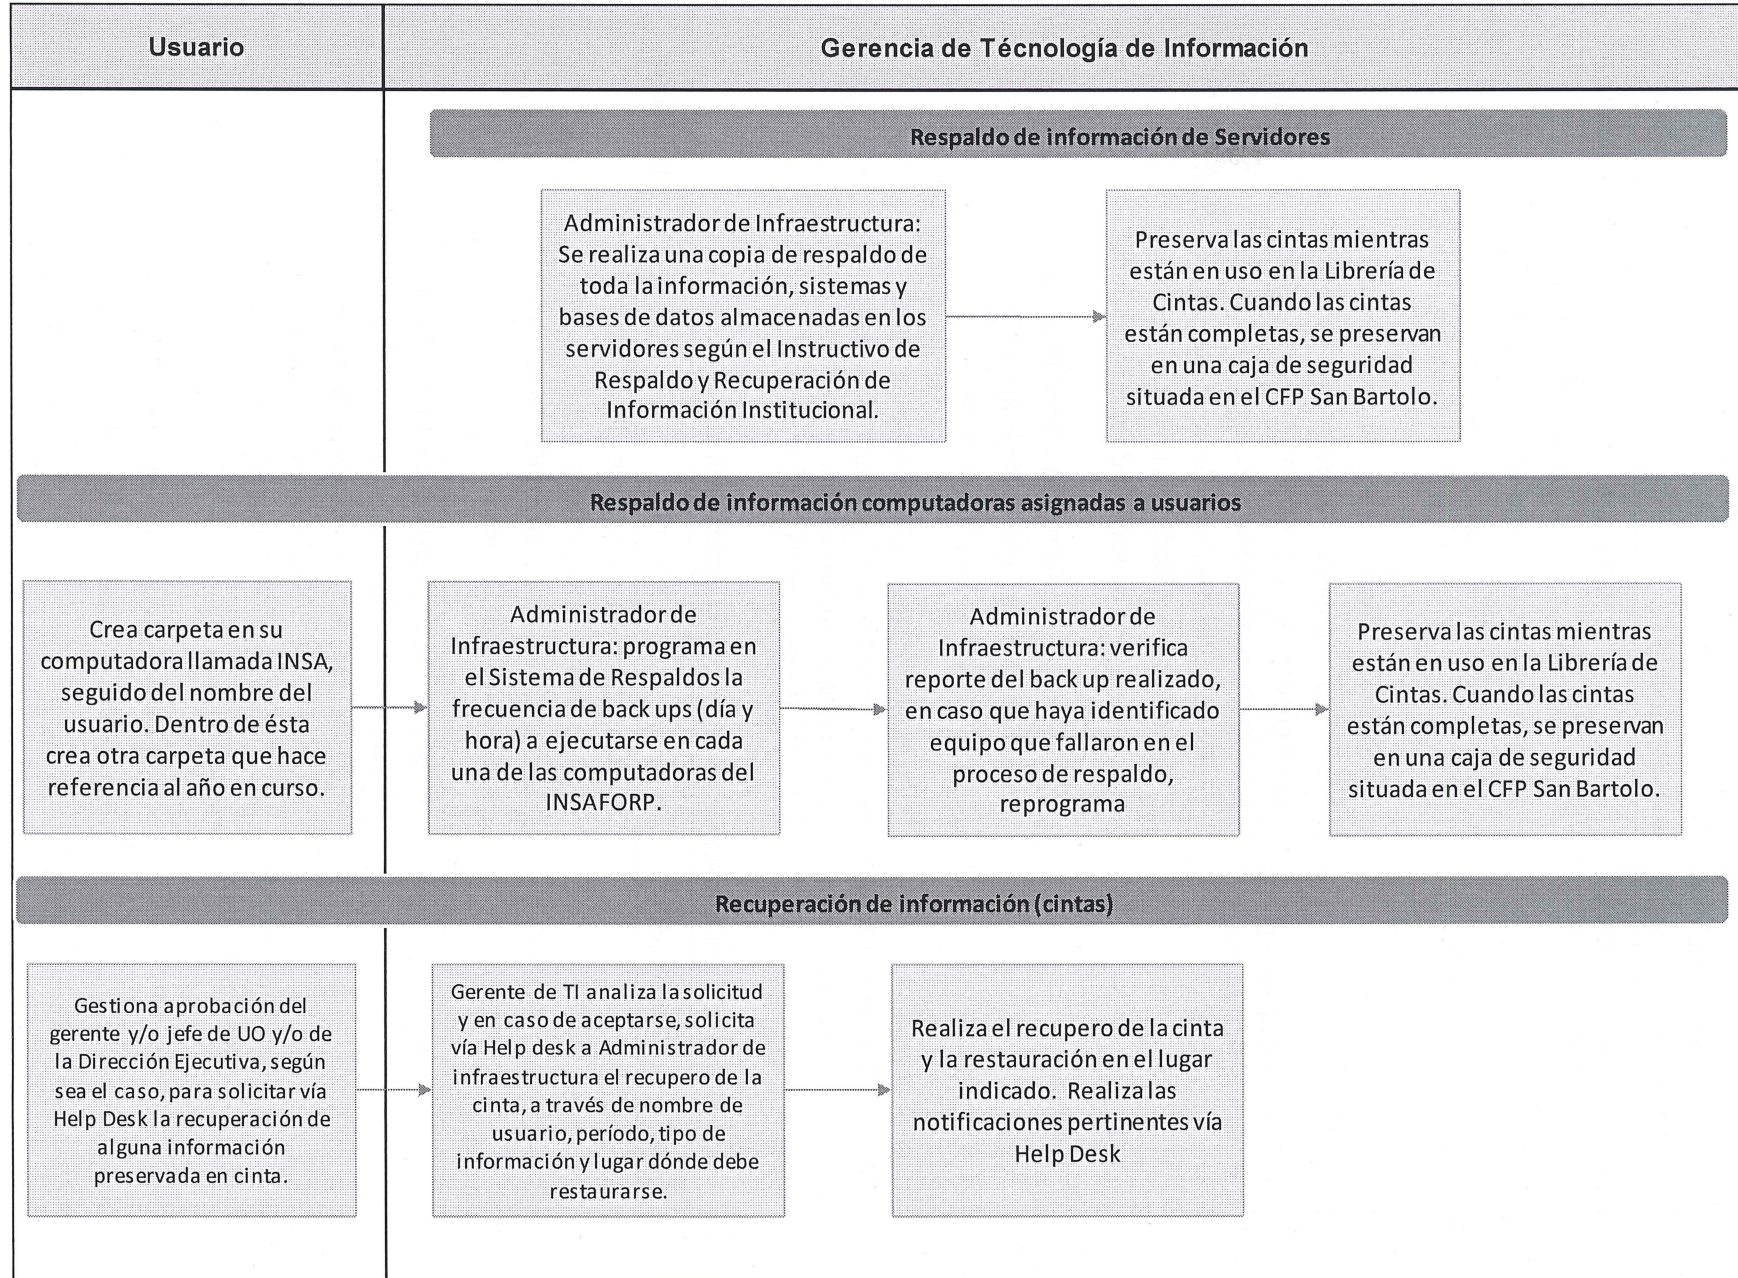 Usuario
Gerencia de Técnología de Información
Respaldo de información de Servidores
Administrador de Infraestructura:
Se realiza una copia de respaldo de
toda la información, sistemas y
bases de datos almacenadas en los
servidores según el Instructivo de
Respaldo y Recuperación de
Información Institucional.
Preserva las cintas mientras
están en uso en la Librería de
Cintas. Cuando las cintas
están completas, se preservan
en una caja de seguridad
situada en el CFP San Bartolo.
Respaldo de información computadoras asignadas a usuarios
Crea carpeta en su
computadora llamada INSA,
seguido del nombre del
usuario. Dentro de ésta
crea otra carpeta que hace
referencia al año en curso.
Administrador de
Infraestructura: programa en
el Sistema de Respaldos la
frecuencia de back ups (día y
hora) a ejecutarse en cada
una de las computadoras del
INSAFORP.
Administrador de
Infraestructura: verifica
reporte del back up realizado,
en caso que haya identificado
equipo que fallaron en el
proceso de respaldo,
reprograma
Preserva las cintas mientras
están en uso en la Librería de
Cintas. Cuando las cintas
están completas, se preservan
en una caja de seguridad
situada en el CFP San Bartolo.
Recuperación de información (cintas)
Gestiona aprobación del
gerente y/o jefe de UO y/o de
la Dirección Ejecutiva, según
sea el caso, para solicitar vía
Help Desk la recuperación de
alguna información
preservada en cinta.
Gerente de TI analiza la solicitud
y en caso de aceptarse, solicita
vía Help desk a Administrador de
infraestructura el recupero de la
cinta, a través de nombre de
usuario, período, tipo de
información y lugar dónde debe
restaurarse.
Realiza el recupero de la cinta
y la restauración en el lugar
indicado.  Realiza las
notificaciones pertinentes vía
Help Desk